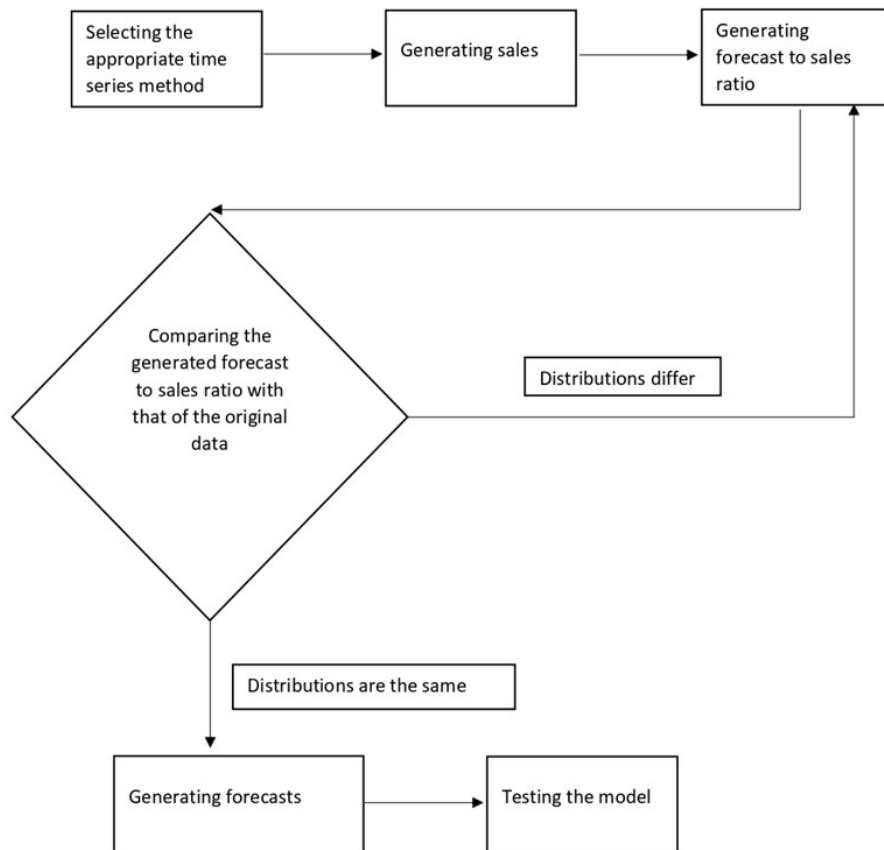 Selecting the
appropriate time
series method
Generating sales
Generating
forecast to sales
ratio
Comparing the
generated forecast
to sales ratio with
that of the original
data
Distributions differ
Distributions are the same
Generating forecasts
Testing the model